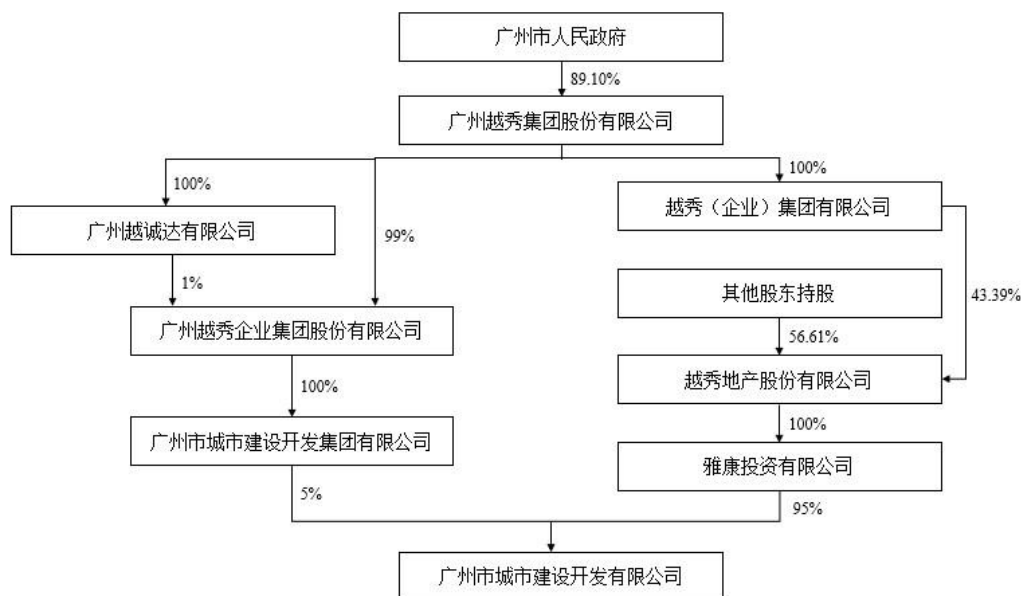 广州市人民政府
89.10%
广州越秀集团股份有限公司
100%
100%
广州越诚达有限公司
99%
越秀（企业）集团有限公司
1%
其他股东持股
43.39%
广州越秀企业集团股份有限公司
56.61%
越秀地产股份有限公司
100%
100%
广州市城市建设开发集团有限公司
雅康投资有限公司
5%
95%
广州市城市建设开发有限公司